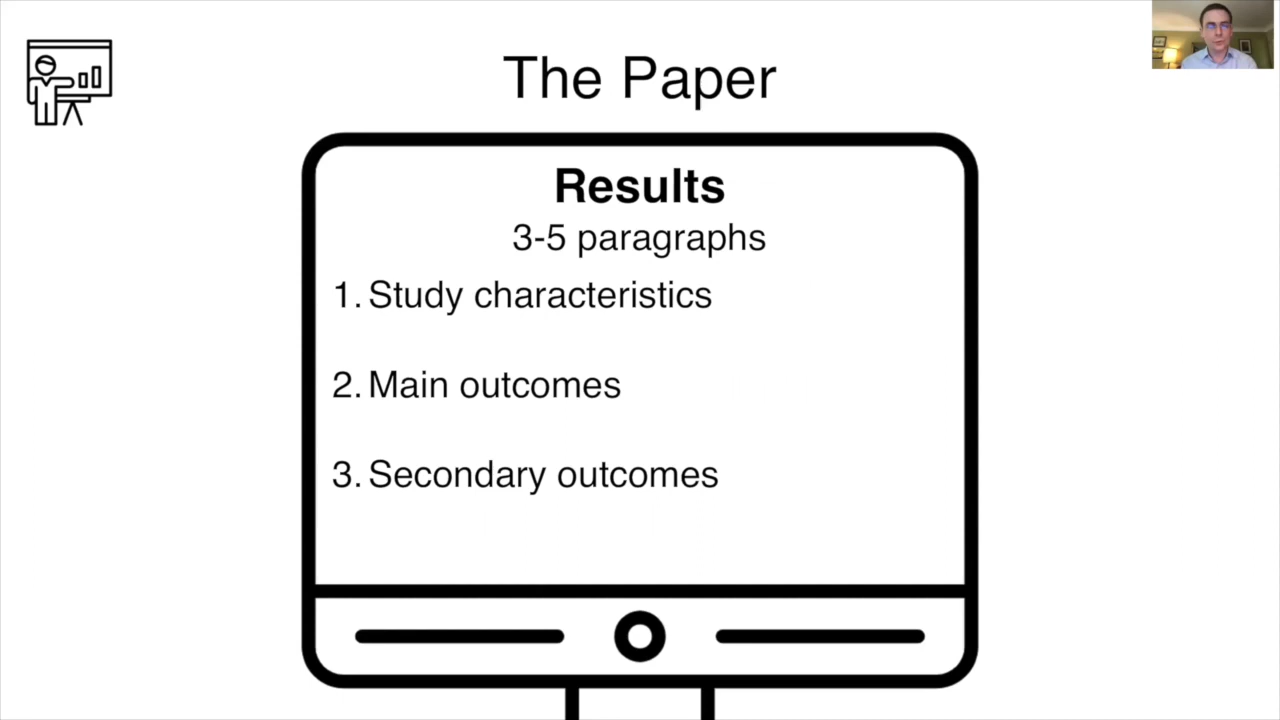 The Paper
Results
3-5 paragraphs
1. Study characteristics
2. Main outcomes
3. Secondary outcomes